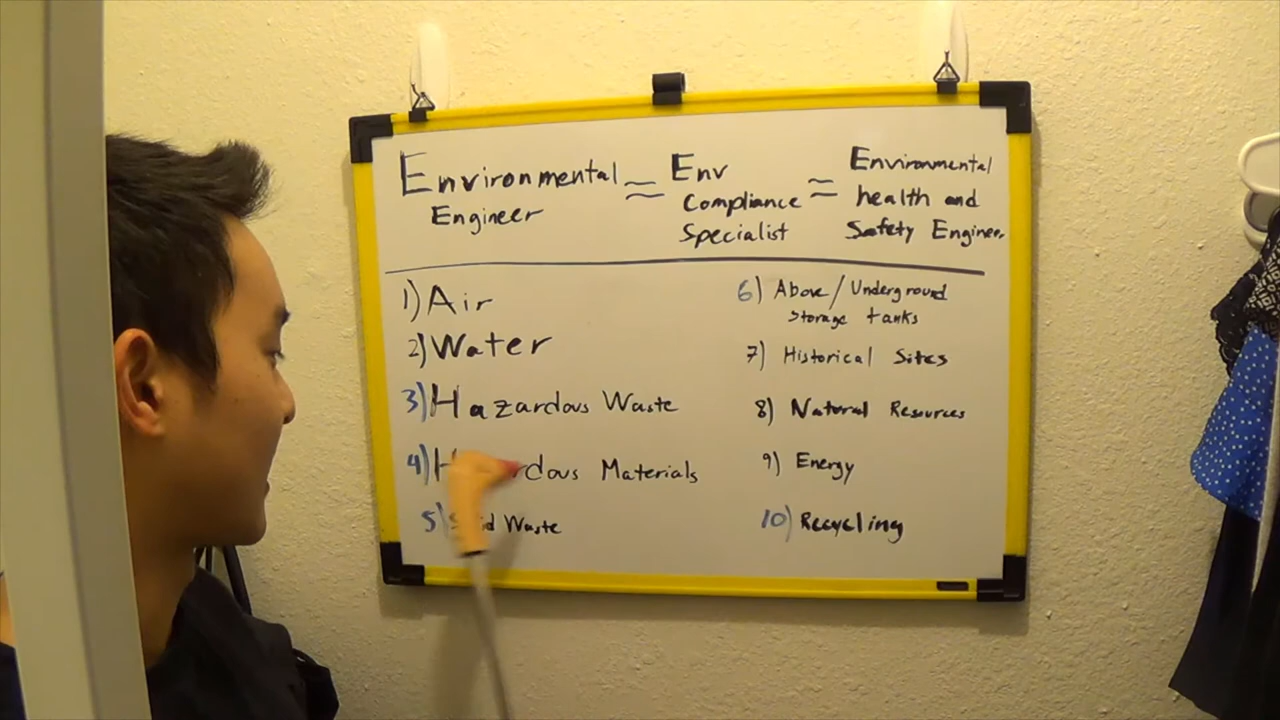 Environmental
Engineer
≈
Env
Compliance
Specialist
≈
Environmental
health and
Safety Engineer
1) Air
2) Water
3) Hazardous Waste
4) Hazardous Materials
5) Solid Waste
6) Above/Underground
Storage tanks
7) Historical Sites
8) Natural Resources
9) Energy
10) Recycling